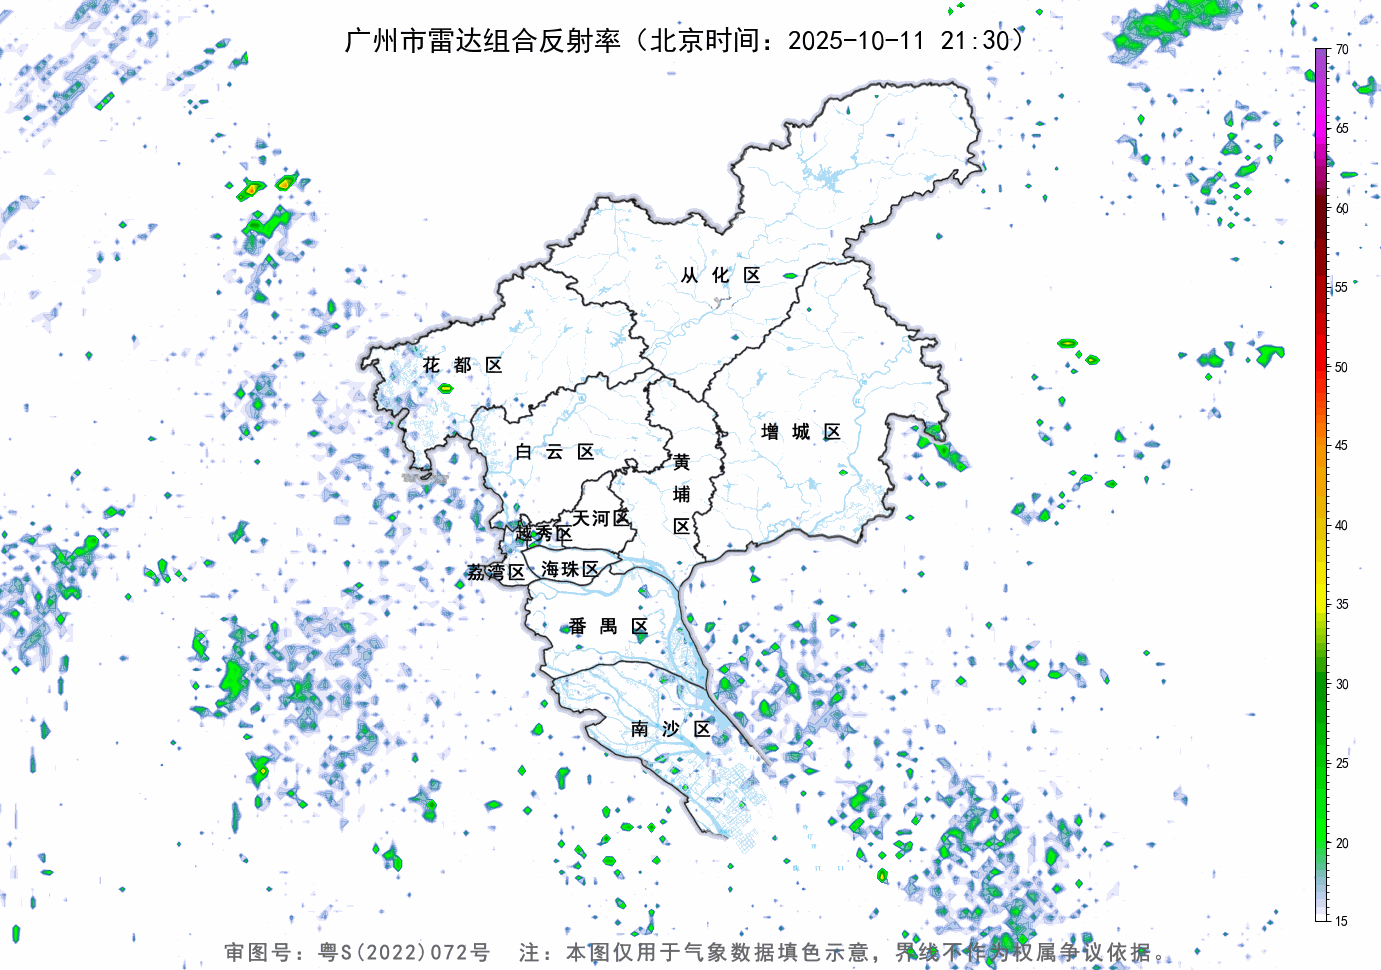 广州市雷达组合反射率（北京时间：2025-10-11 21:30）
70
65
60
55
50
45
40
35
30
25
20
15
从化区
花都区
增城区
白云区
黄埔区
天河区
越秀区
荔湾区
海珠区
番禺区
南沙区
审图号：粤S(2022)072号 注：本图仅用于气象数据填色示意，界线不作为权属争议依据。